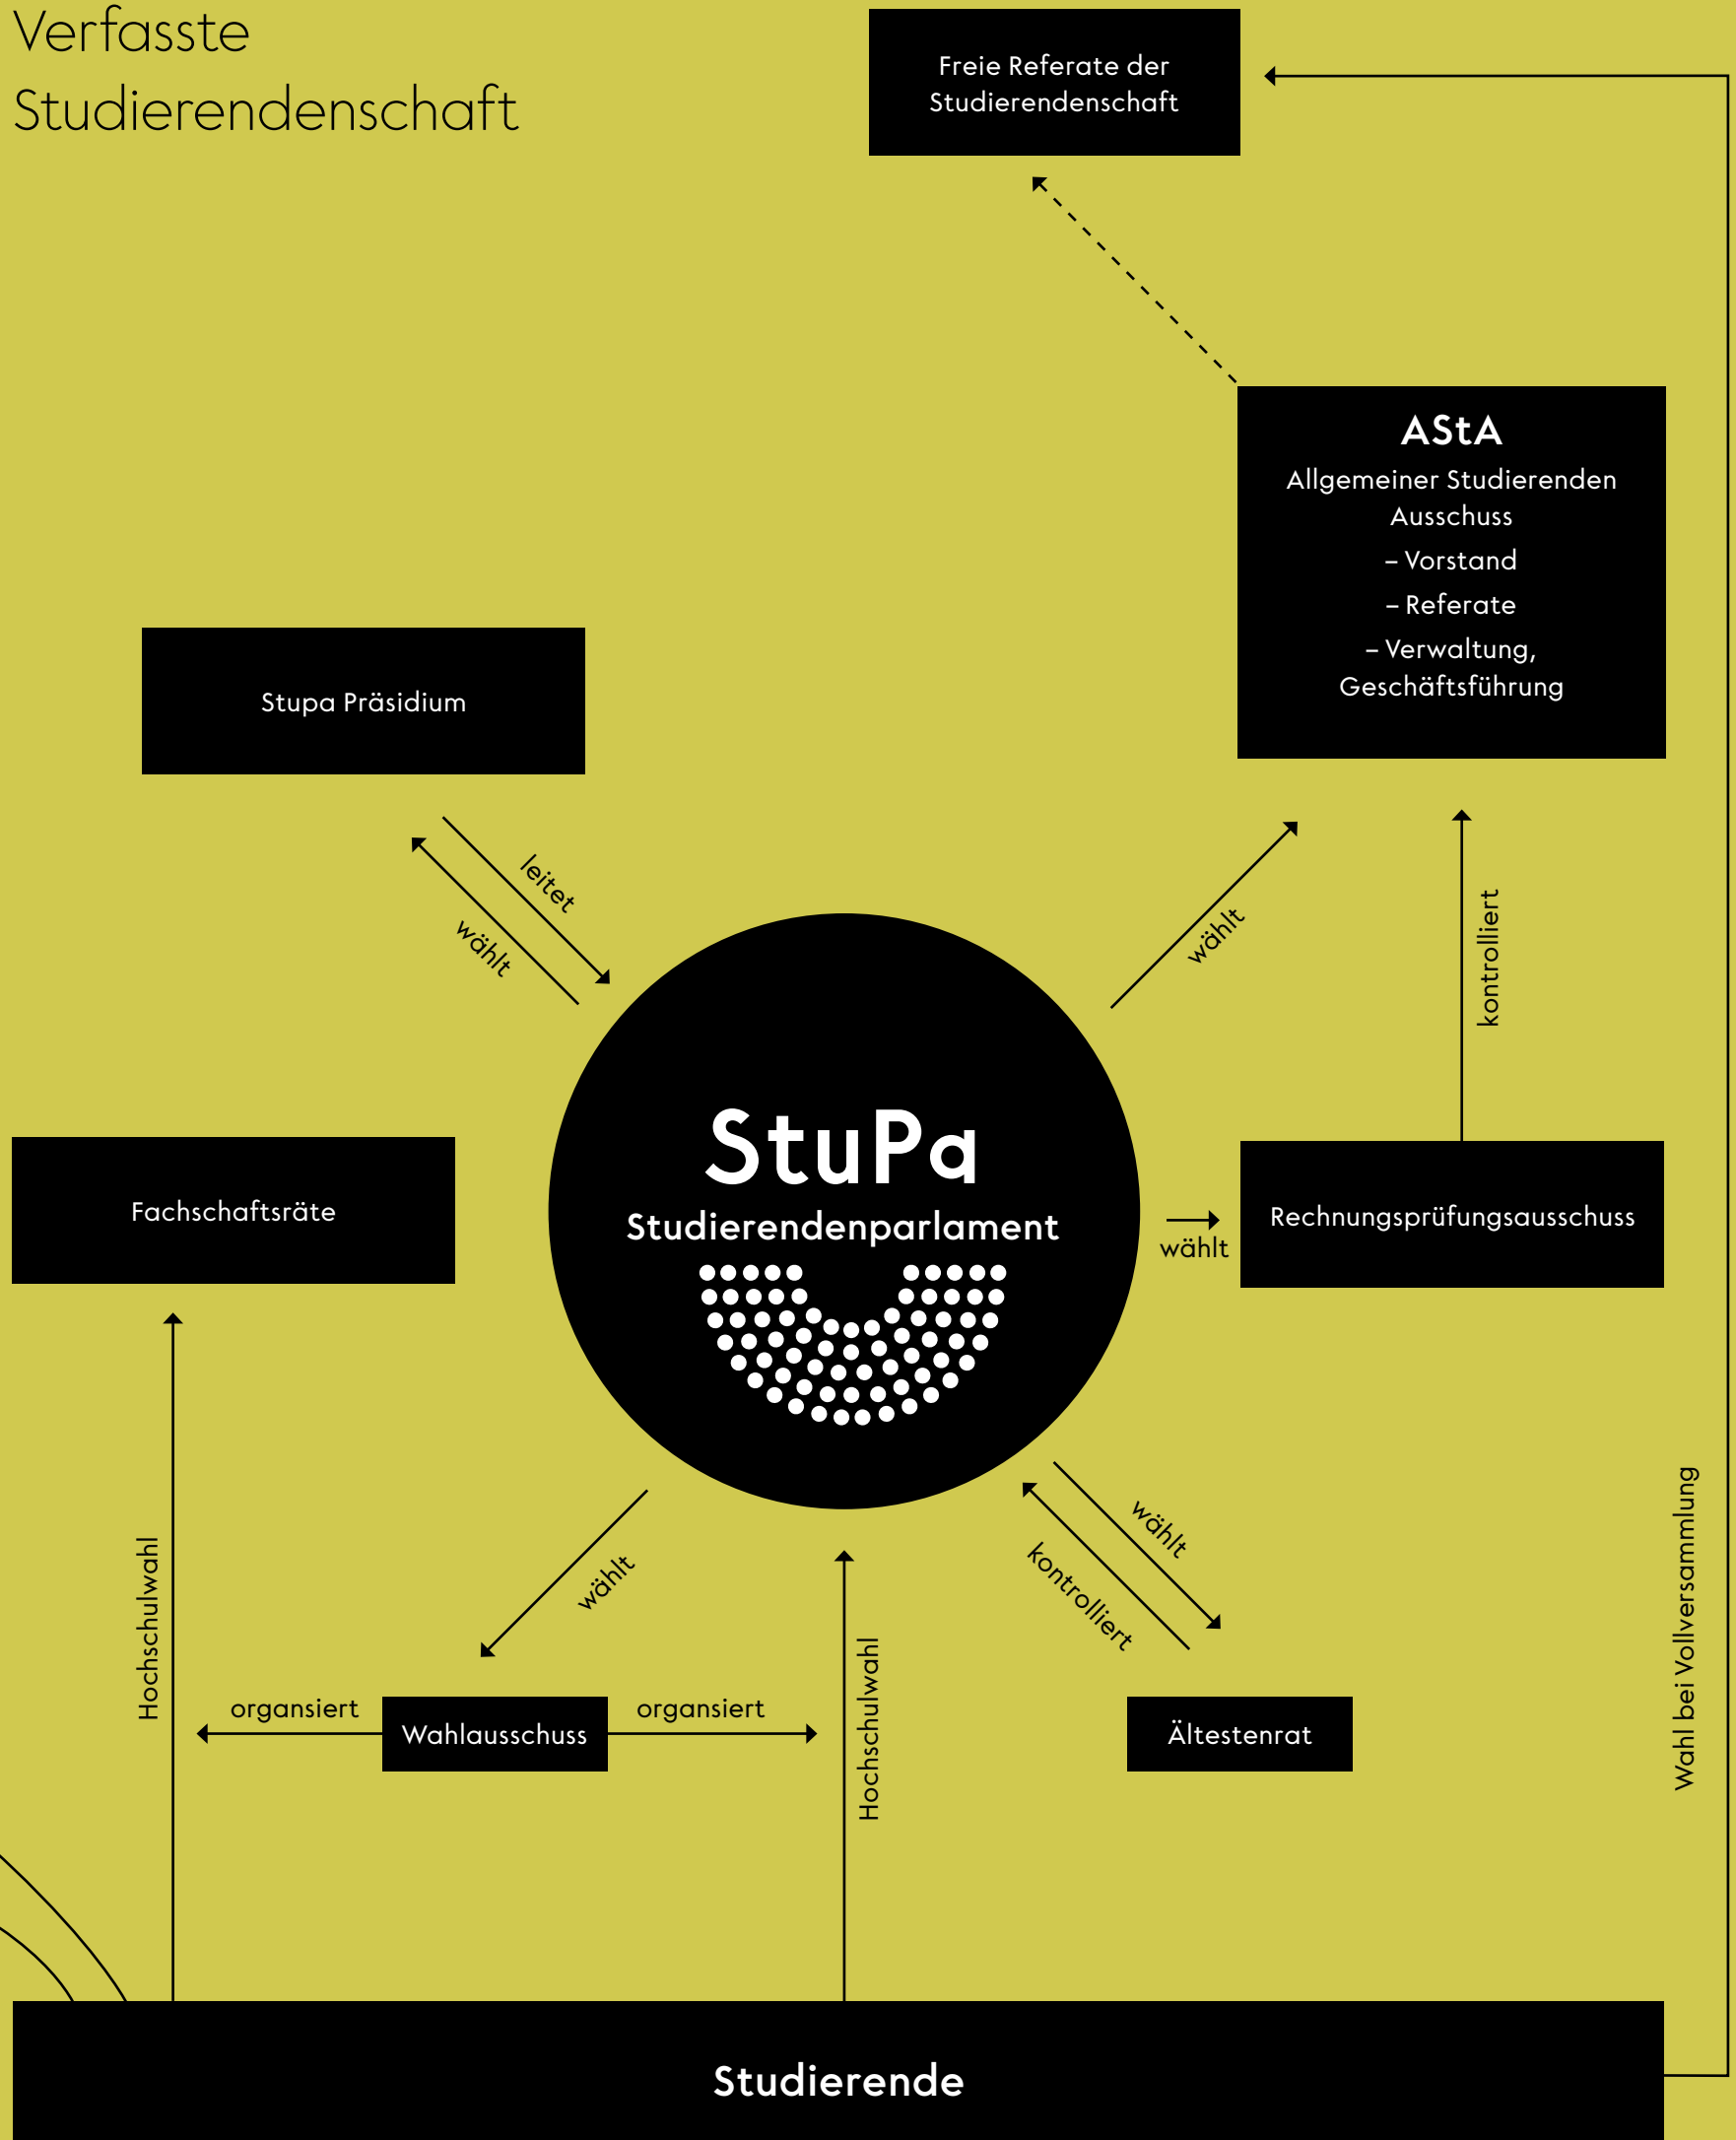 Verfasste
Studierendenschaft
Freie Referate der
Studierendenschaft
AStA
Allgemeiner Studierenden
Ausschuss
– Vorstand
– Referate
– Verwaltung,
Geschäftsführung
Stupa Präsidium
leitet
wählt
wählt
kontrolliert
StuPa
Studierendenparlament
Fachschaftsräte
wählt
Rechnungsprüfungsausschuss
wählt
wählt
kontrolliert
Hochschulwahl
organsiert
Wahlausschuss
organsiert
Hochschulwahl
Ältestenrat
Wahl bei Vollversammlung
Studierende